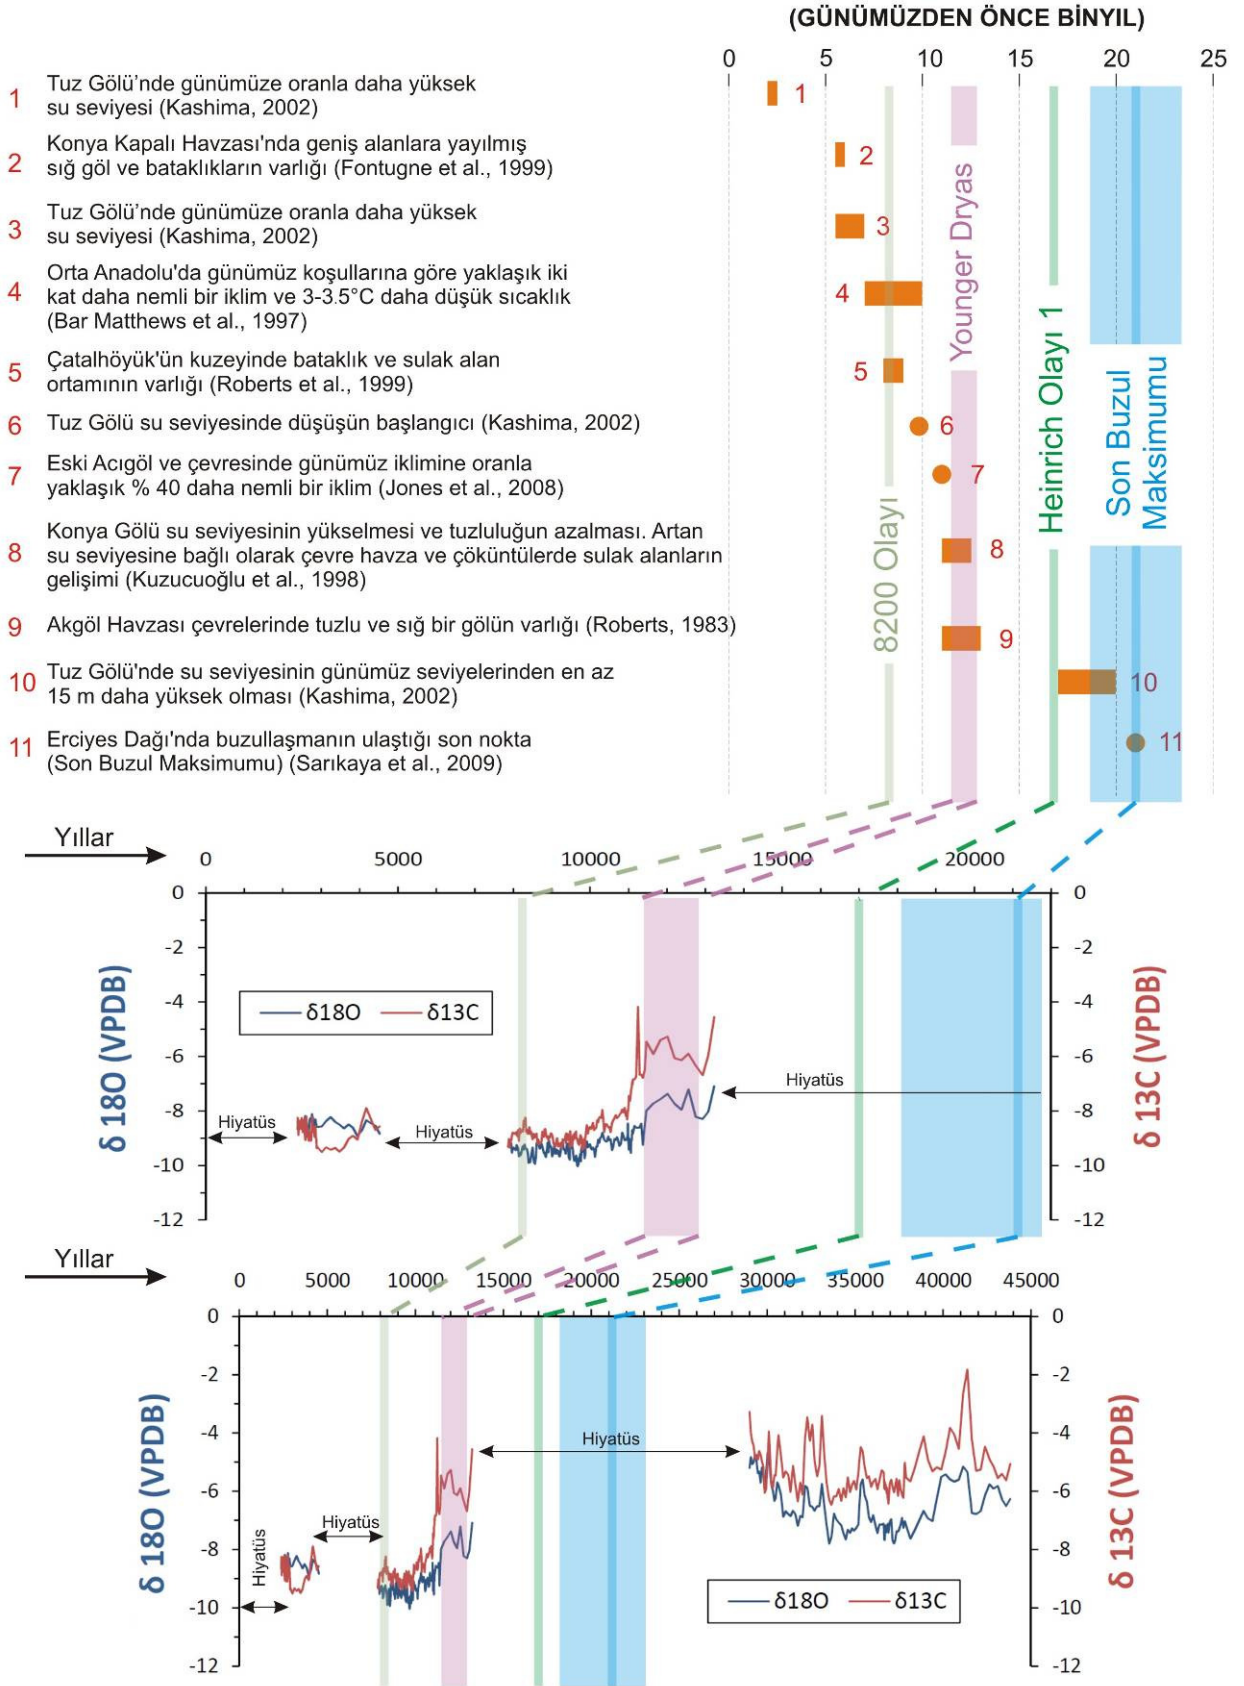 (GÜNÜMÜZDEN ÖNCE BİNYIL)
0 5 10 15 20 25
1 Tuz Gölü'nde günümüze oranla daha yüksek
su seviyesi (Kashima, 2002)
1
2 Konya Kapalı Havzası'nda geniş alanlara yayılmış
sığ göl ve bataklıkların varlığı (Fontugne et al., 1999)
2
3 Tuz Gölü'nde günümüze oranla daha yüksek
su seviyesi (Kashima, 2002)
3
4 Orta Anadolu'da günümüz koşullarına göre yaklaşık iki
kat daha nemli bir iklim ve 3-3.5°C daha düşük sıcaklık
(Bar Matthews et al., 1997)
4
5 Çatalhöyük'ün kuzeyinde bataklık ve sulak alan
ortamının varlığı (Roberts et al., 1999)
5
6 Tuz Gölü su seviyesinde düşüşün başlangıcı (Kashima, 2002)
6
7 Eski Acıgöl ve çevresinde günümüz iklimine oranla
yaklaşık % 40 daha nemli bir iklim (Jones et al., 2008)
7
8 Konya Gölü su seviyesinin yükselmesi ve tuzluluğun azalması. Artan
su seviyesine bağlı olarak çevre havza ve çöküntülerde sulak alanların
gelişimi (Kuzucuoğlu et al., 1998)
8
9 Akgöl Havzası çevrelerinde tuzlu ve sığ bir gölün varlığı (Roberts, 1983)
9
10 Tuz Gölü'nde su seviyesinin günümüz seviyelerinden en az
15 m daha yüksek olması (Kashima, 2002)
10
11 Erciyes Dağı'nda buzullaşmanın ulaştığı son nokta
(Son Buzul Maksimumu) (Sarıkaya et al., 2009)
11
8200 Olayı
Younger Dryas
Heinrich Olayı 1
Son Buzul
Maksimumu
Yıllar
0 5000 10000 15000 20000
0 0
-2 -2
-4 -4
-6 -6
-8 -8
-10 -10
-12 -12
δ 18O (VPDB)
δ 13C (VPDB)
δ18O δ13C
Hiyatüs
Hiyatüs
Hiyatüs
Yıllar
0 5000 10000 15000 20000 25000 30000 35000 40000 45000
0 0
-2 -2
-4 -4
-6 -6
-8 -8
-10 -10
-12 -12
δ 18O (VPDB)
δ 13C (VPDB)
Hiyatüs
Hiyatüs
Hiyatüs
δ18O δ13C